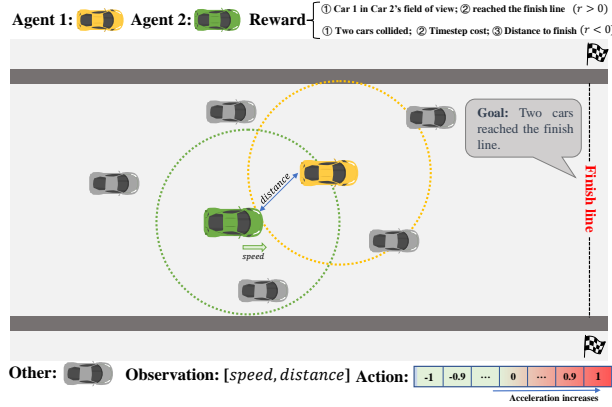 Agent 1: Agent 2: Reward
① Car 1 in Car 2's field of view; ② reached the finish line (r > 0)
① Two cars collided; ② Timestep cost; ③ Distance to finish (r < 0)
Goal: Two cars
reached the finish
line.
distance
speed
Finish line
Other: Observation: [speed, distance] Action: -1 -0.9 ··· 0 ··· 0.9 1
Acceleration increases